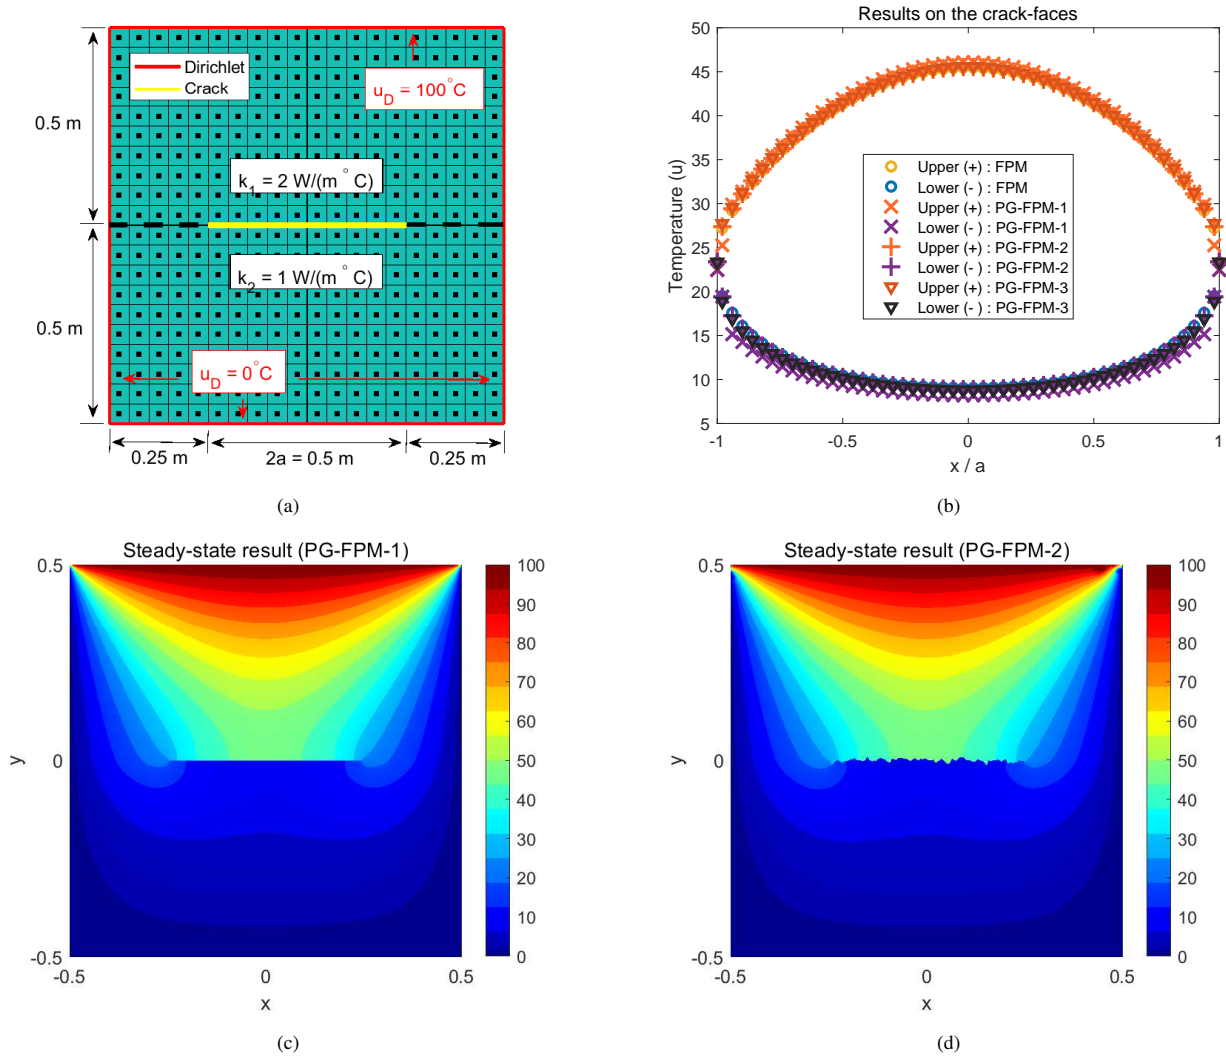 Dirichlet
Crack
u_D = 100°C
0.5 m
k_1 = 2 W/(m °C)
k_2 = 1 W/(m °C)
0.5 m
u_D = 0°C
0.25 m
2a = 0.5 m
0.25 m
(a)
Results on the crack-faces
50
45
40
35
30
25
20
15
10
5
Temperature (u)
Upper (+) : FPM
Lower (-) : FPM
Upper (+) : PG-FPM-1
Lower (-) : PG-FPM-1
Upper (+) : PG-FPM-2
Lower (-) : PG-FPM-2
Upper (+) : PG-FPM-3
Lower (-) : PG-FPM-3
-1 -0.5 0 0.5 1
x / a
(b)
Steady-state result (PG-FPM-1)
0.5
0
-0.5
y
-0.5 0 0.5
x
100
90
80
70
60
50
40
30
20
10
0
(c)
Steady-state result (PG-FPM-2)
0.5
0
-0.5
y
-0.5 0 0.5
x
100
90
80
70
60
50
40
30
20
10
0
(d)